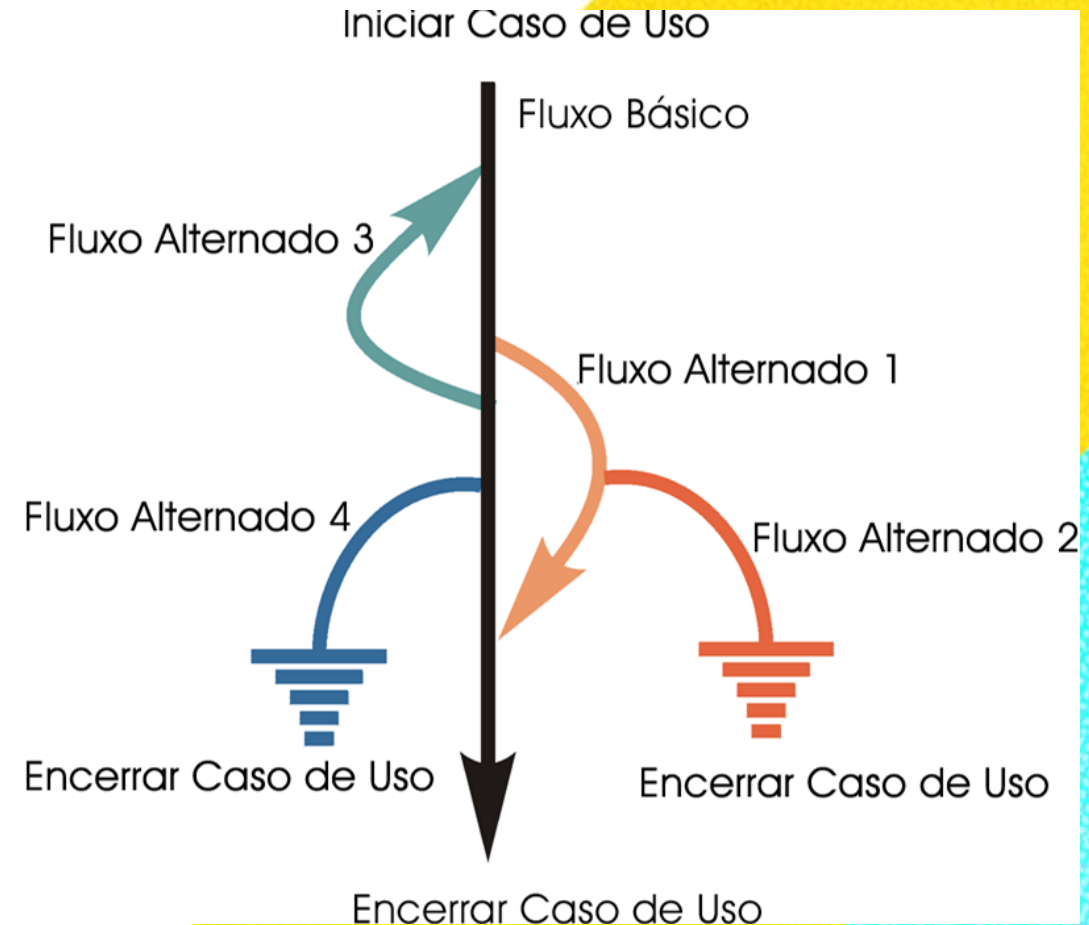 Iniciar Caso de Uso
Fluxo Básico
Fluxo Alternado 3
Fluxo Alternado 1
Fluxo Alternado 4
Fluxo Alternado 2
Encerrar Caso de Uso
Encerrar Caso de Uso
Encerrar Caso de Uso